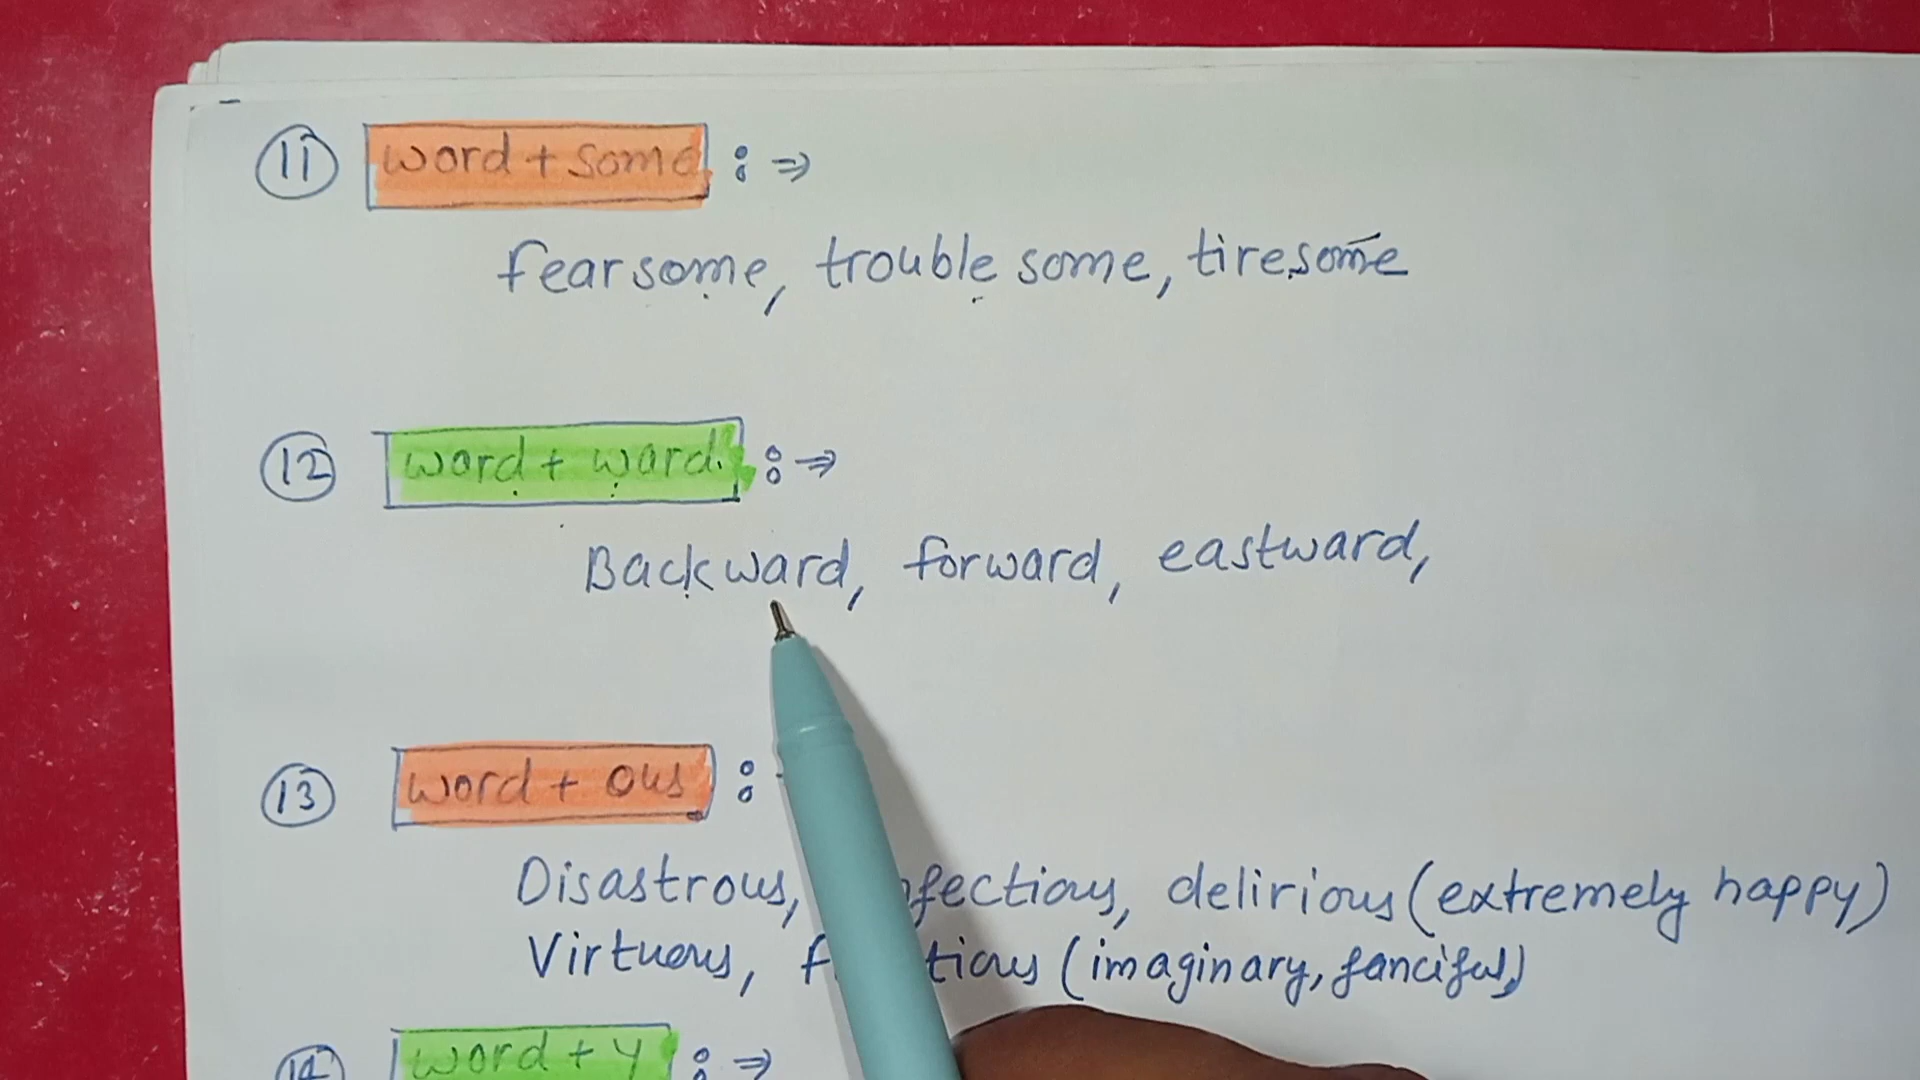 11 word + some : ⇒
fearsome, trouble some, tiresome
12 word + ward. : ⇒
Backward, forward, eastward,
13 word + ous :
Disastrous, delirious (extremely happy)
Virtuous, (imaginary, fanciful)
14 word + y : ⇒